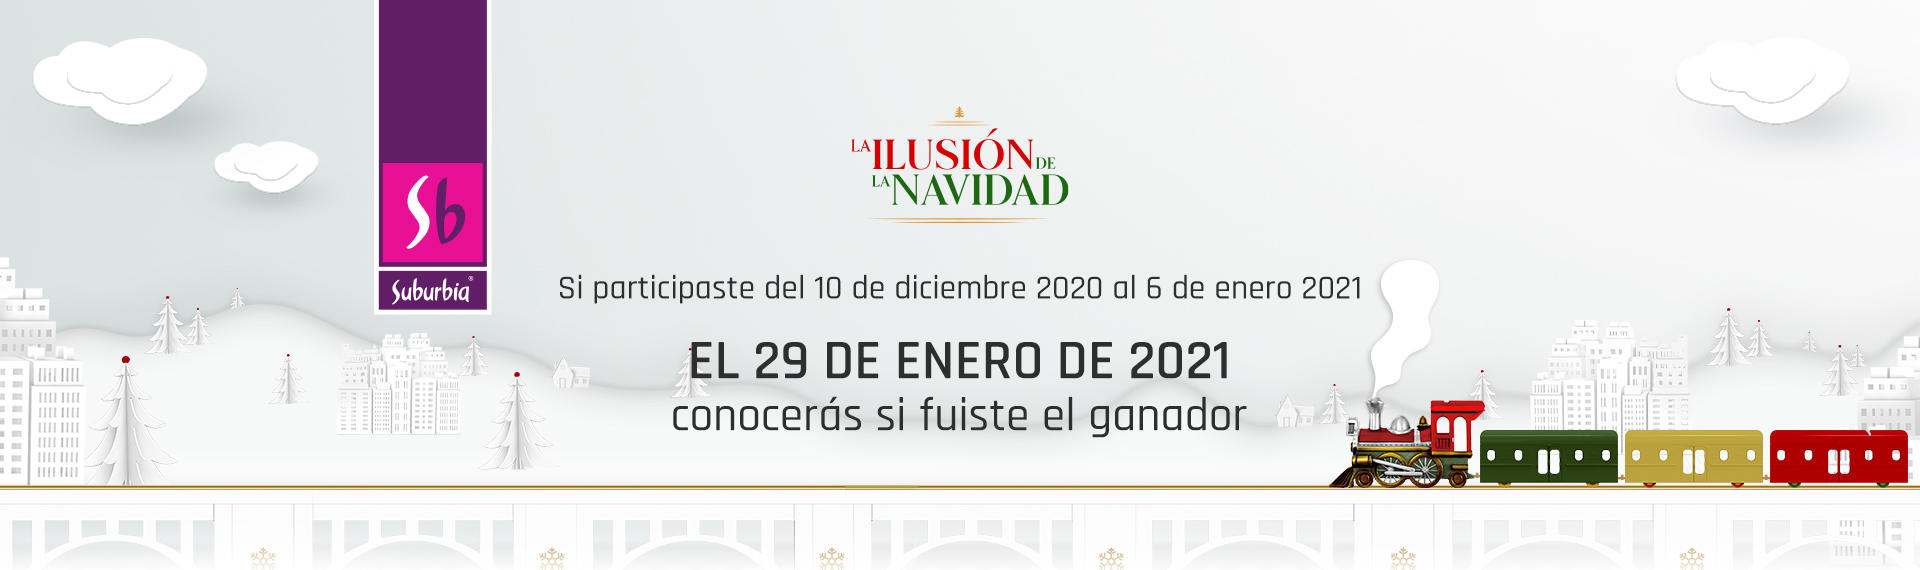 Sb
Suburbia®
LA ILUSIÓN DE
LA NAVIDAD
Si participaste del 10 de diciembre 2020 al 6 de enero 2021
EL 29 DE ENERO DE 2021
conocerás si fuiste el ganador